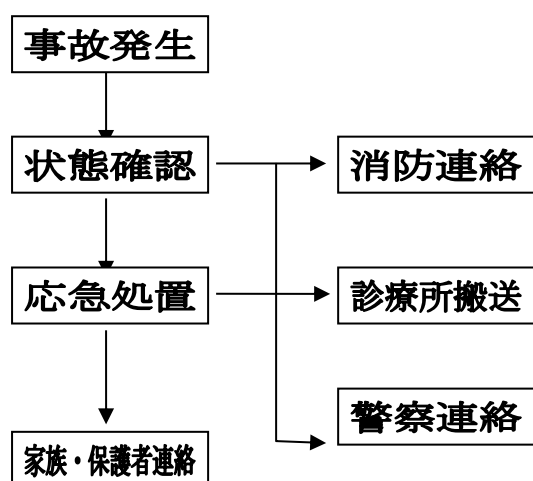 事故発生
状態確認
消防連絡
応急処置
診療所搬送
警察連絡
家族・保護者連絡